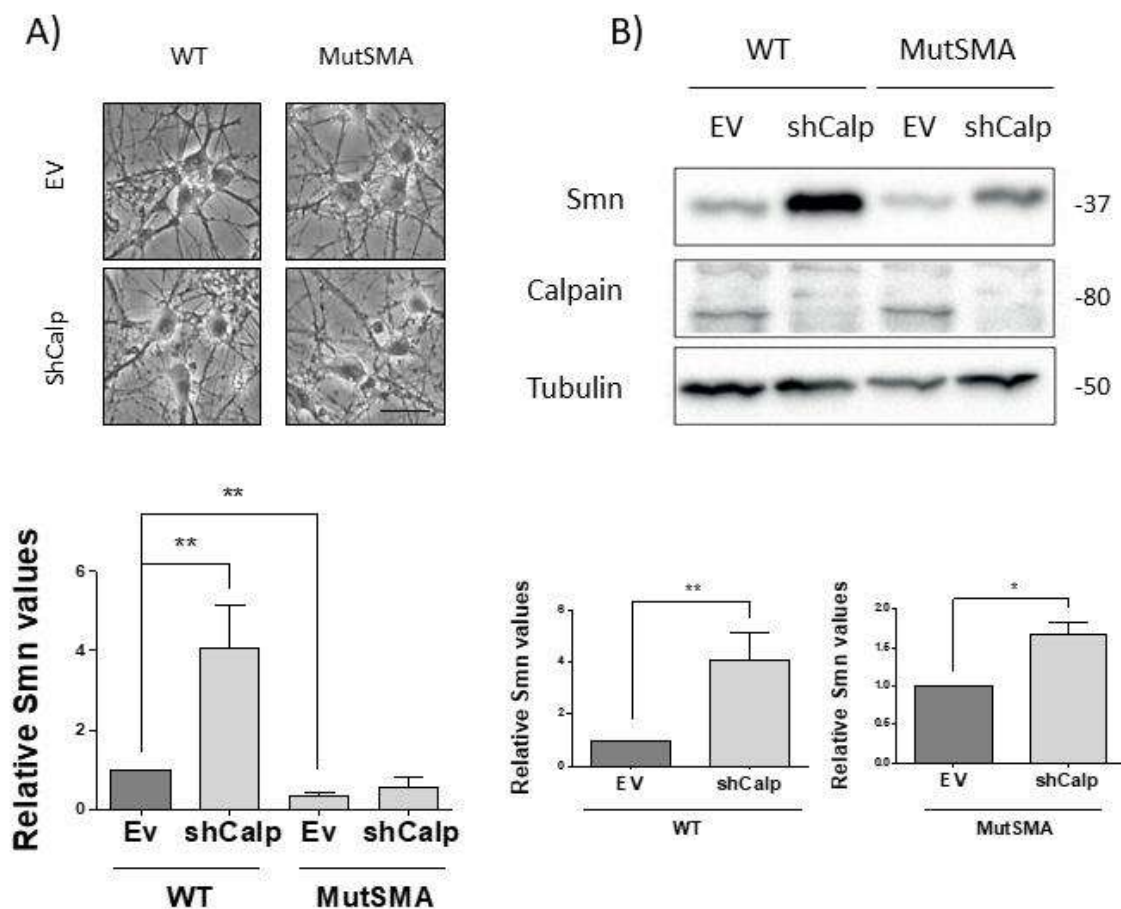 A)
WT MutSMA
EV
ShCalp
B)
WT MutSMA
EV shCalp EV shCalp
Smn -37
Calpain -80
Tubulin -50
Relative Smn values
**
**
6
4
2
0
Ev shCalp Ev shCalp
WT MutSMA
Relative Smn values
**
6
4
2
0
EV shCalp
WT
Relative Smn values
*
2.0
1.5
1.0
0.5
0.0
EV shCalp
MutSMA